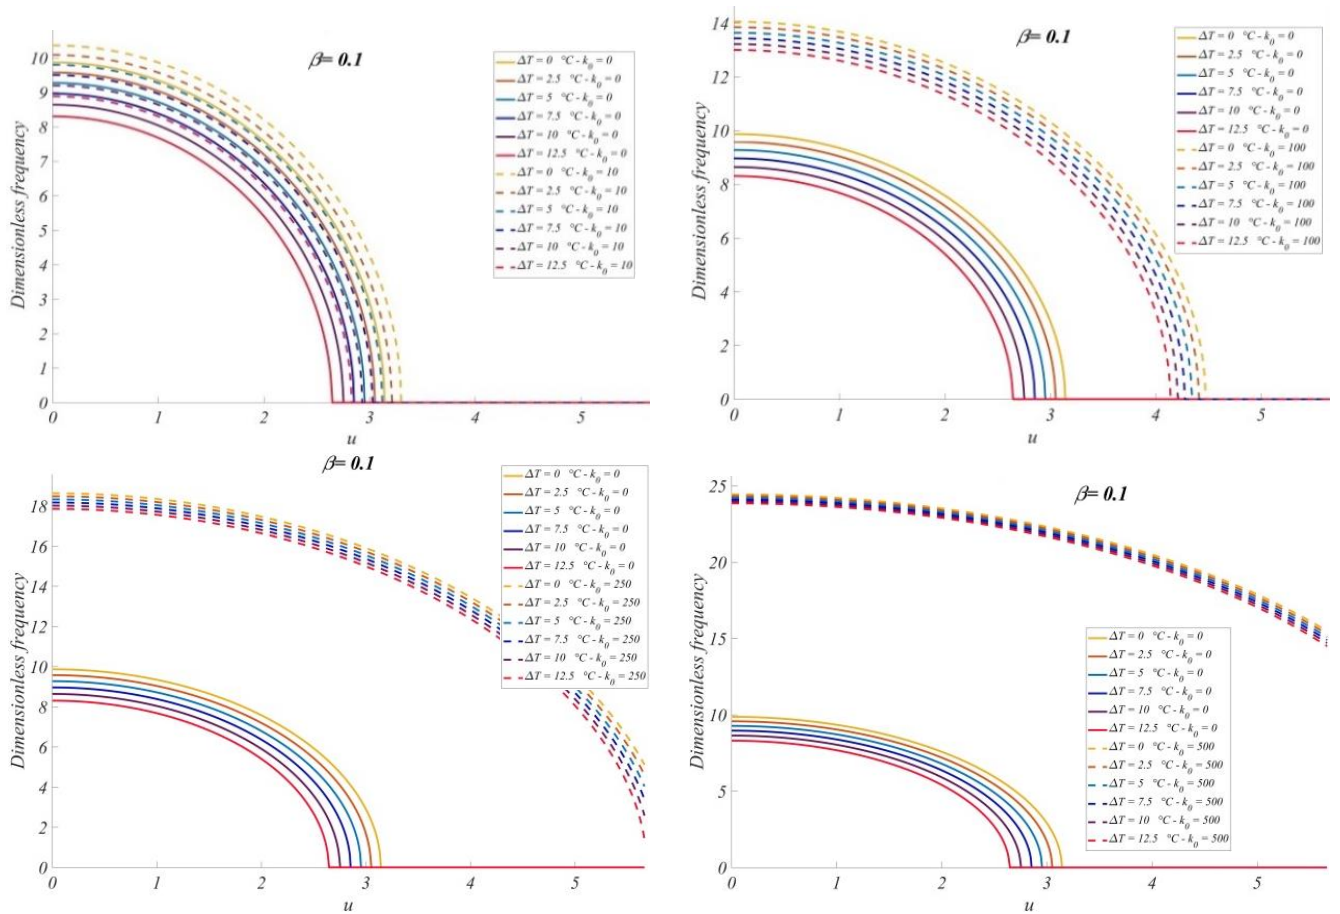 β= 0.1
10
9
8
7
6
5
4
3
2
1
0
Dimensionless frequency
0 1 2 3 4 5
u
ΔT = 0 °C - k0 = 0
ΔT = 2.5 °C - k0 = 0
ΔT = 5 °C - k0 = 0
ΔT = 7.5 °C - k0 = 0
ΔT = 10 °C - k0 = 0
ΔT = 12.5 °C - k0 = 0
ΔT = 0 °C - k0 = 10
ΔT = 2.5 °C - k0 = 10
ΔT = 5 °C - k0 = 10
ΔT = 7.5 °C - k0 = 10
ΔT = 10 °C - k0 = 10
ΔT = 12.5 °C - k0 = 10
β= 0.1
14
12
10
8
6
4
2
0
Dimensionless frequency
0 1 2 3 4 5
u
ΔT = 0 °C - k0 = 0
ΔT = 2.5 °C - k0 = 0
ΔT = 5 °C - k0 = 0
ΔT = 7.5 °C - k0 = 0
ΔT = 10 °C - k0 = 0
ΔT = 12.5 °C - k0 = 0
ΔT = 0 °C - k0 = 100
ΔT = 2.5 °C - k0 = 100
ΔT = 5 °C - k0 = 100
ΔT = 7.5 °C - k0 = 100
ΔT = 10 °C - k0 = 100
ΔT = 12.5 °C - k0 = 100
β= 0.1
18
16
14
12
10
8
6
4
2
0
Dimensionless frequency
0 1 2 3 4 5
u
ΔT = 0 °C - k0 = 0
ΔT = 2.5 °C - k0 = 0
ΔT = 5 °C - k0 = 0
ΔT = 7.5 °C - k0 = 0
ΔT = 10 °C - k0 = 0
ΔT = 12.5 °C - k0 = 0
ΔT = 0 °C - k0 = 250
ΔT = 2.5 °C - k0 = 250
ΔT = 5 °C - k0 = 250
ΔT = 7.5 °C - k0 = 250
ΔT = 10 °C - k0 = 250
ΔT = 12.5 °C - k0 = 250
β= 0.1
25
20
15
10
5
0
Dimensionless frequency
0 1 2 3 4 5
u
ΔT = 0 °C - k0 = 0
ΔT = 2.5 °C - k0 = 0
ΔT = 5 °C - k0 = 0
ΔT = 7.5 °C - k0 = 0
ΔT = 10 °C - k0 = 0
ΔT = 12.5 °C - k0 = 0
ΔT = 0 °C - k0 = 500
ΔT = 2.5 °C - k0 = 500
ΔT = 5 °C - k0 = 500
ΔT = 7.5 °C - k0 = 500
ΔT = 10 °C - k0 = 500
ΔT = 12.5 °C - k0 = 500